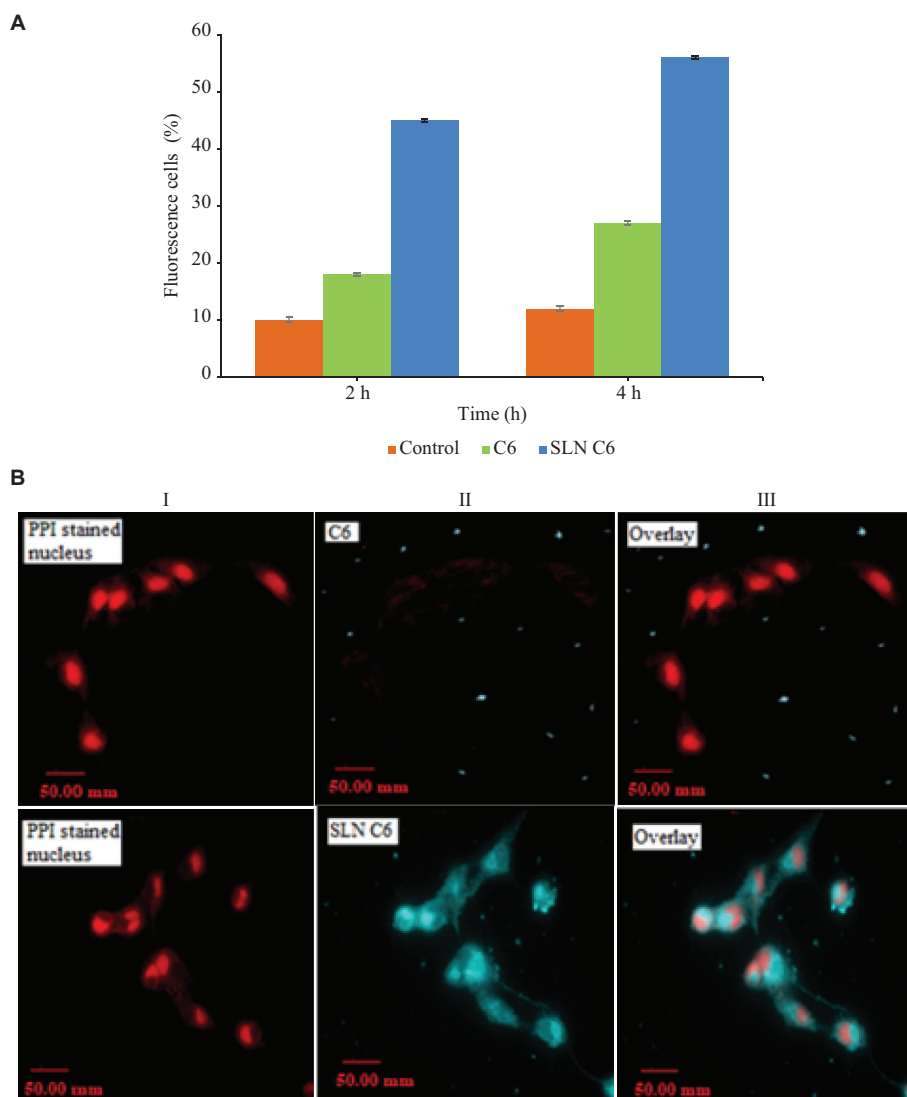 A
60
50
40
30
20
10
0
Fluorescence cells (%)
2 h
4 h
Time (h)
Control C6 SLN C6
B
I II III
PPI stained
nucleus
C6
Overlay
50.00 mm
50.00 mm
50.00 mm
PPI stained
nucleus
SLN C6
Overlay
50.00 mm
50.00 mm
50.00 mm